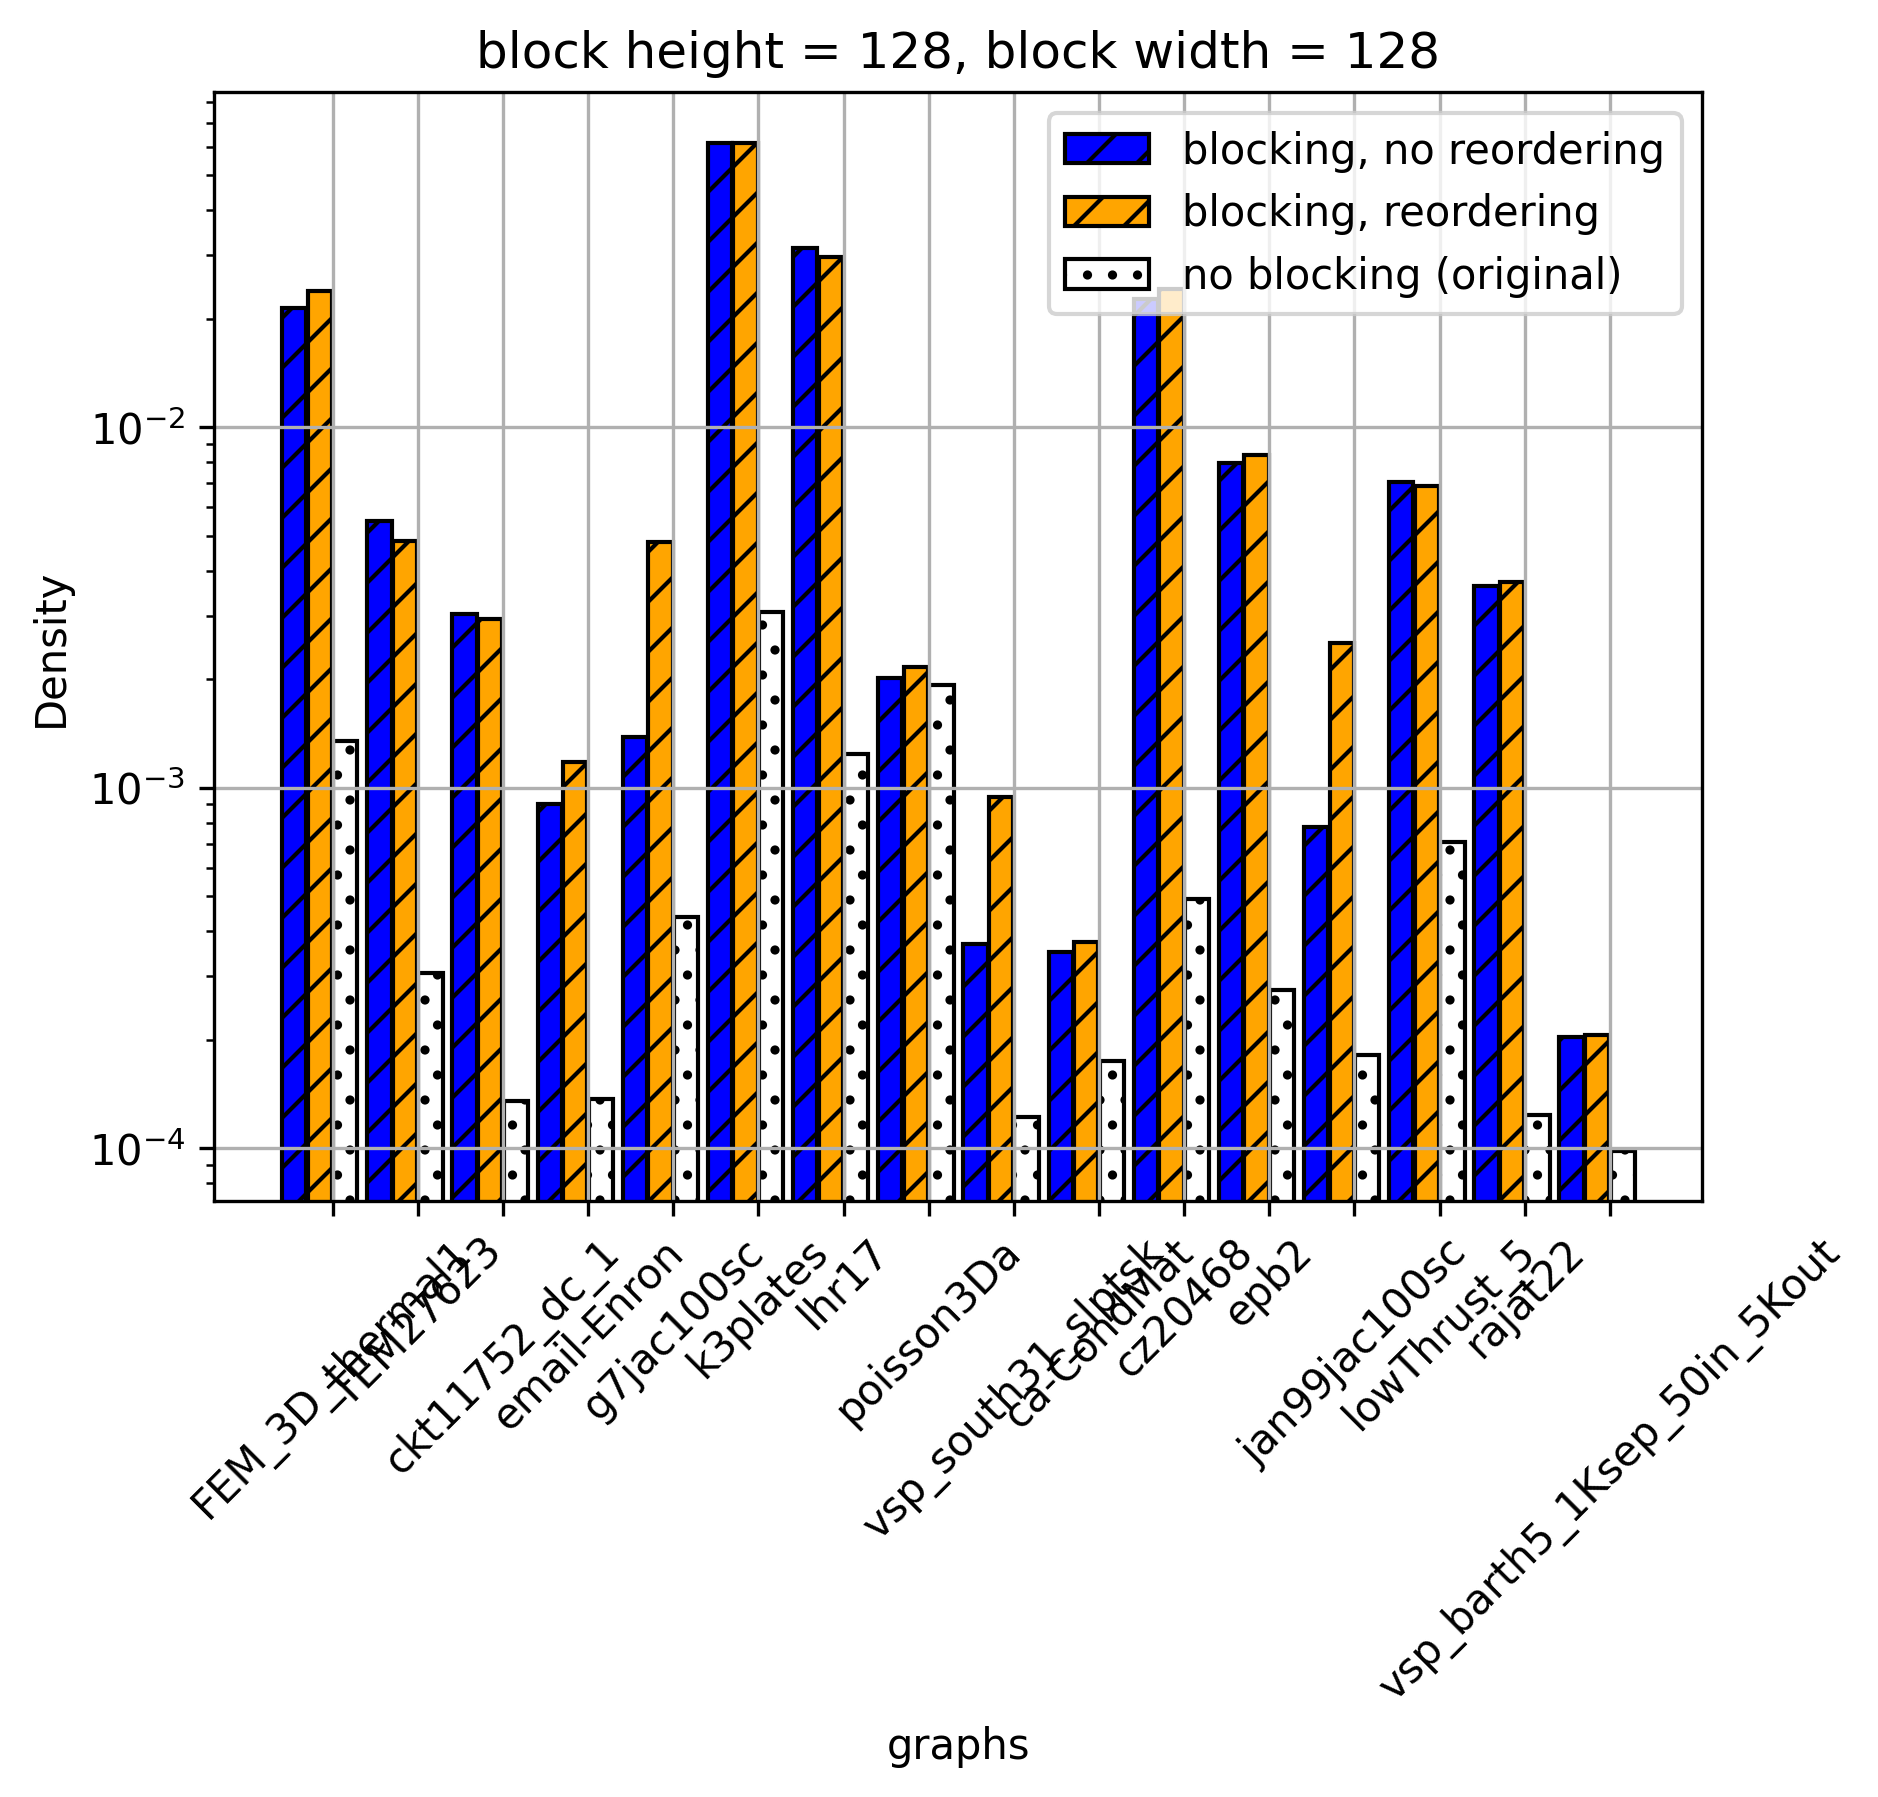 block height = 128, block width = 128
blocking, no reordering
blocking, reordering
no blocking (original)
Density
10⁻²
10⁻³
10⁻⁴
FEM_3D_thermal1
FEM27623
ckt11752_dc_1
email-Enron
g7jac100sc
k3plates
lhr17
poisson3Da
vsp_south31_slptsk
ca-CondMat
cz20468
epb2
jan99jac100sc
lowThrust_5
rajat22
vsp_barth5_1Ksep_50in_5Kout
graphs